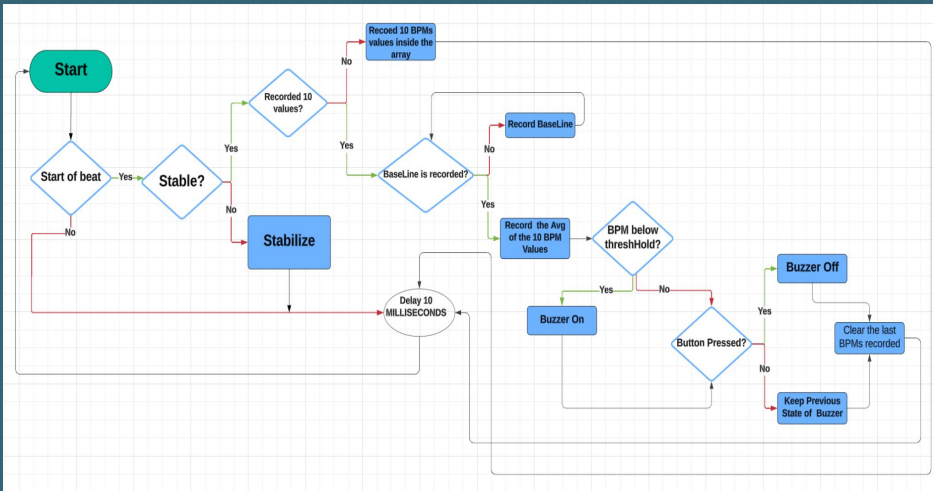 Start
Start of beat
Yes
No
Stable?
Yes
No
Stabilize
Recorded 10
values?
No
Yes
Recoed 10 BPMs
values inside the
array
BaseLine is recorded?
No
Yes
Record BaseLine
Record the Avg
of the 10 BPM
Values
BPM below
threshHold?
Yes
No
Buzzer On
Button Pressed?
Yes
No
Buzzer Off
Keep Previous
State of Buzzer
Clear the last
BPMs recorded
Delay 10
MILLISECONDS